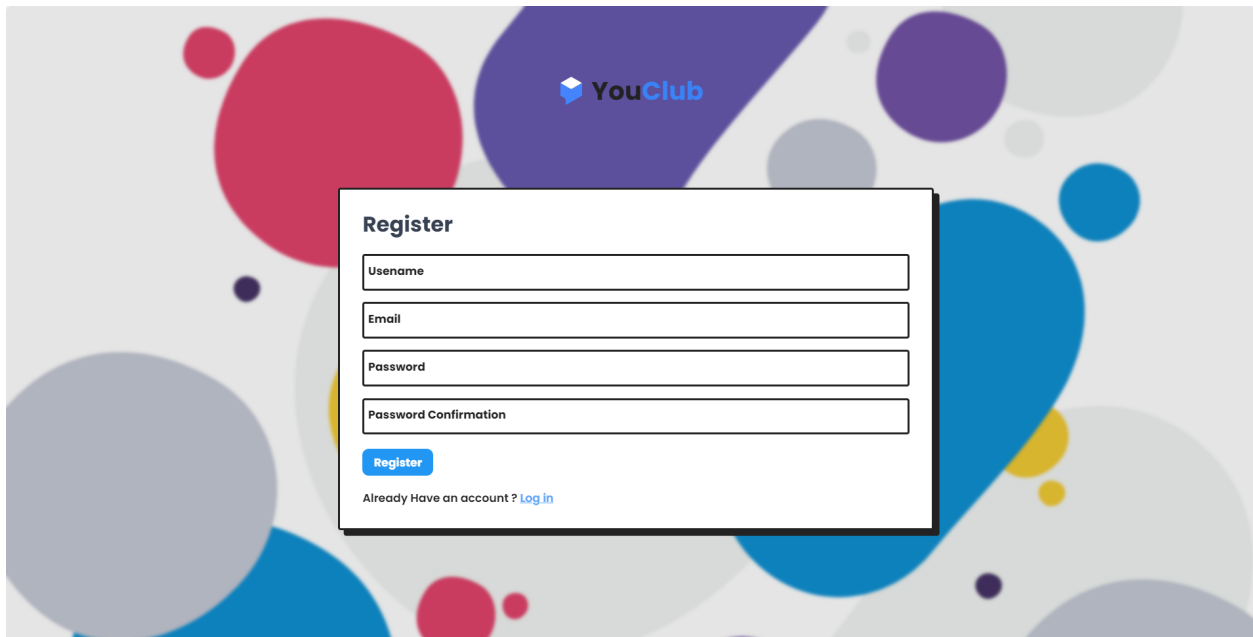 YouClub
Register
Usename
Email
Password
Password Confirmation
Register
Already Have an account ? Log in